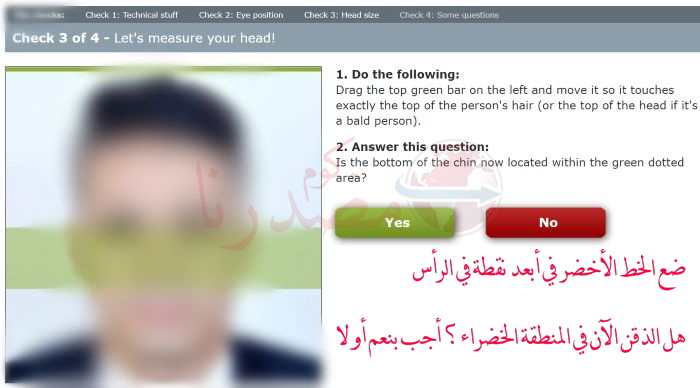 Check 1: Technical stuff Check 2: Eye position Check 3: Head size Check 4: Some questions
Check 3 of 4 - Let's measure your head!
1. Do the following:
Drag the top green bar on the left and move it so it touches
exactly the top of the person's hair (or the top of the head if it's
a bald person).
2. Answer this question:
Is the bottom of the chin now located within the green dotted
area?
Yes No
ضع الخط الأخضر في أبعد نقطة في الرأس
هل الذقن الآن في المنطقة الخضراء ؟ أجب بنعم أو لا